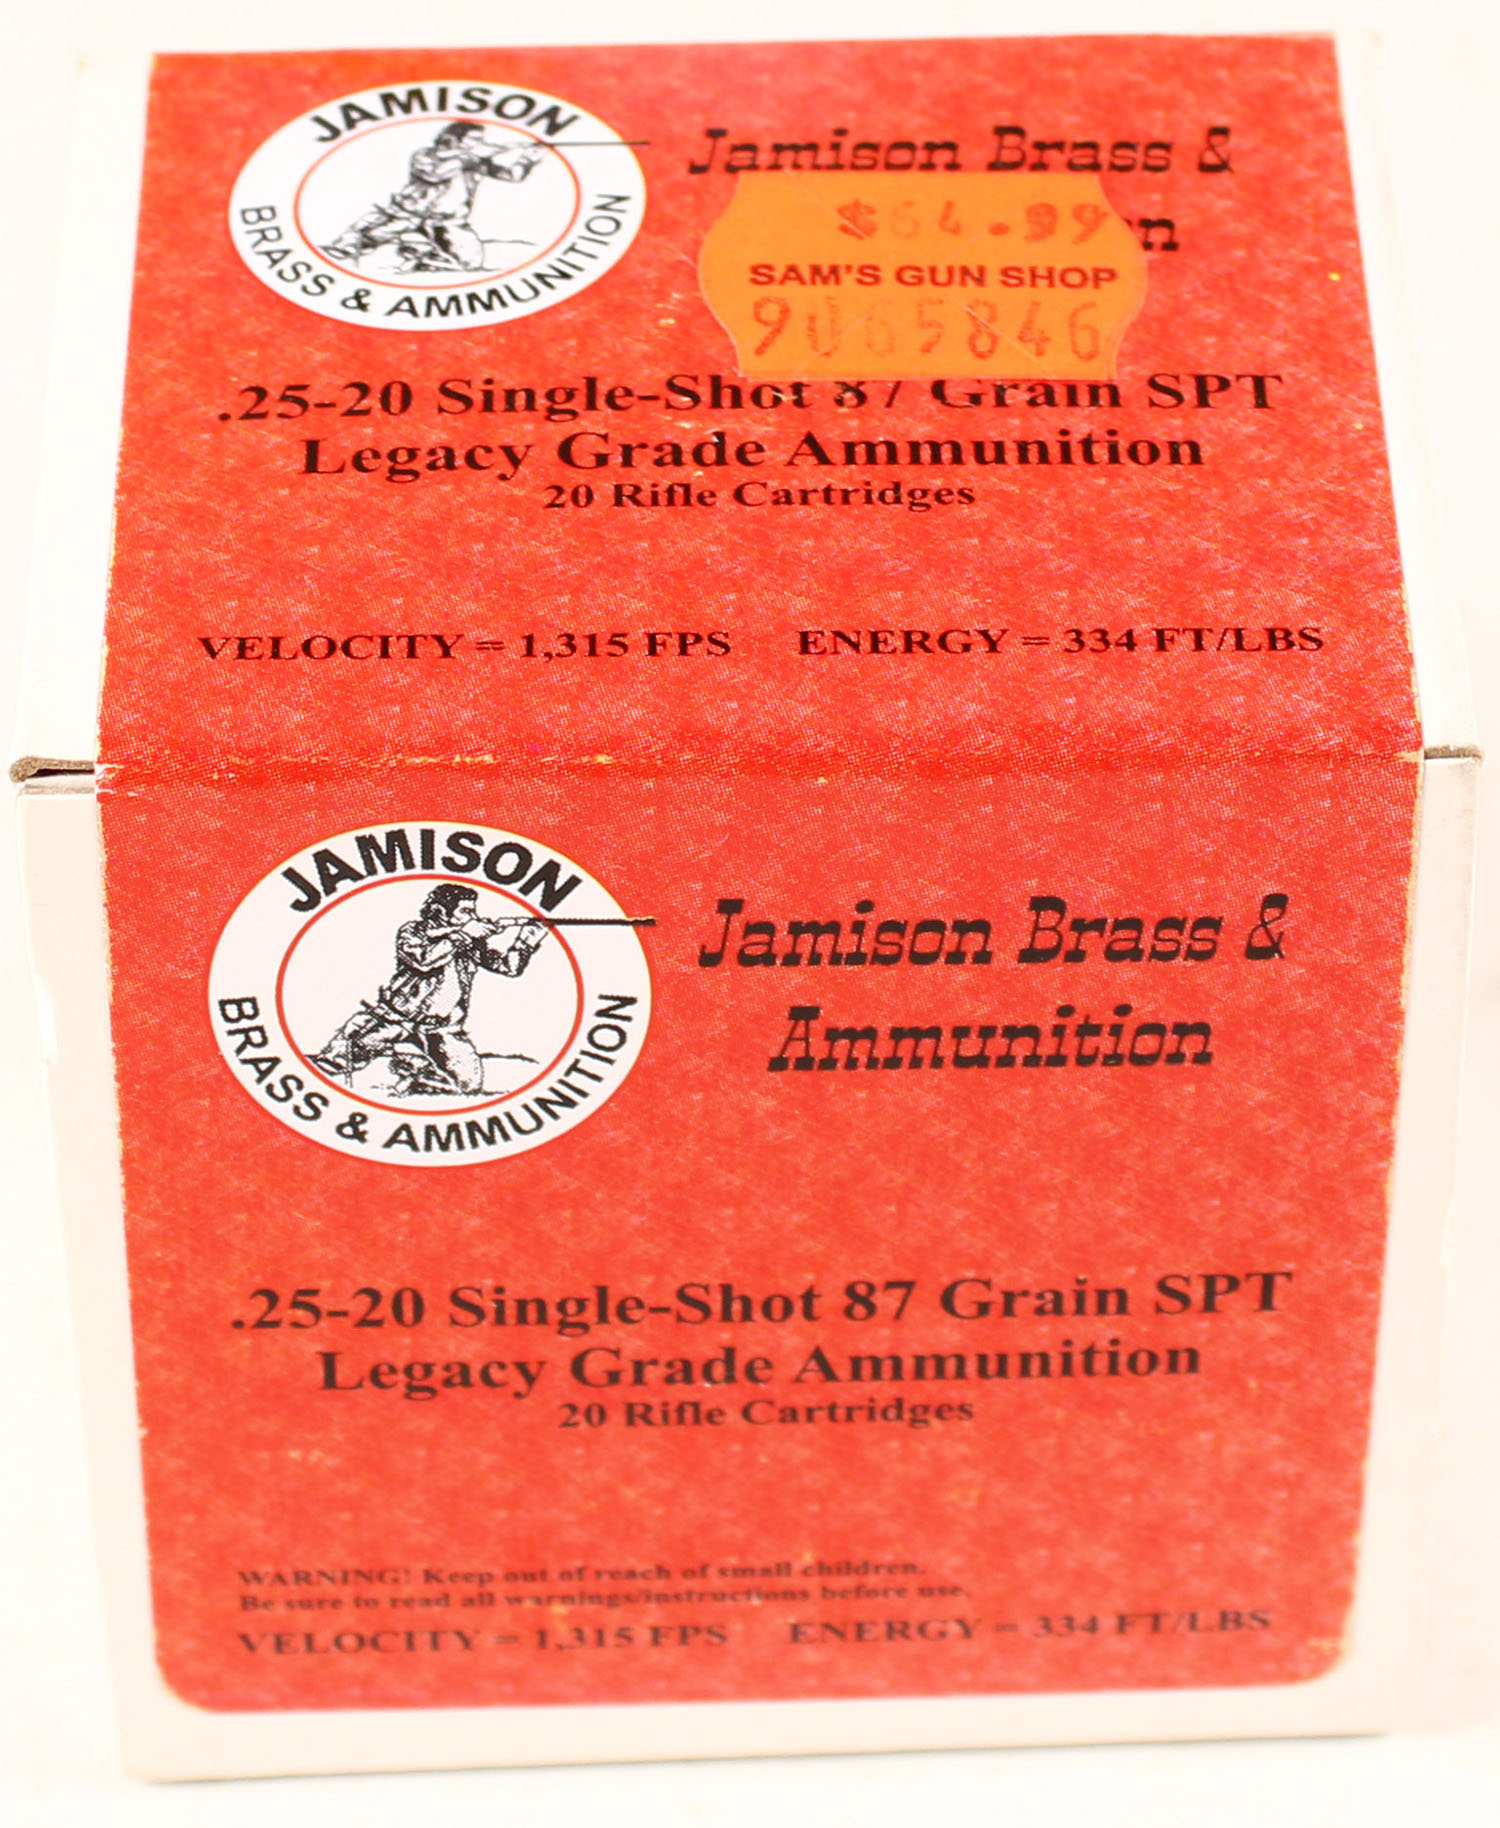 JAMISON
BRASS & AMMUNITION
Jamison Brass &
n
$64.99
SAM'S GUN SHOP
9065846
.25-20 Single-Shot 87 Grain SPT
Legacy Grade Ammunition
20 Rifle Cartridges
VELOCITY = 1,315 FPS ENERGY = 334 FT/LBS
JAMISON
BRASS & AMMUNITION
Jamison Brass &
Ammunition
.25-20 Single-Shot 87 Grain SPT
Legacy Grade Ammunition
20 Rifle Cartridges
WARNING! Keep out of reach of small children.
Be sure to read all warnings/instructions before use.
VELOCITY = 1,315 FPS ENERGY = 334 FT/LBS